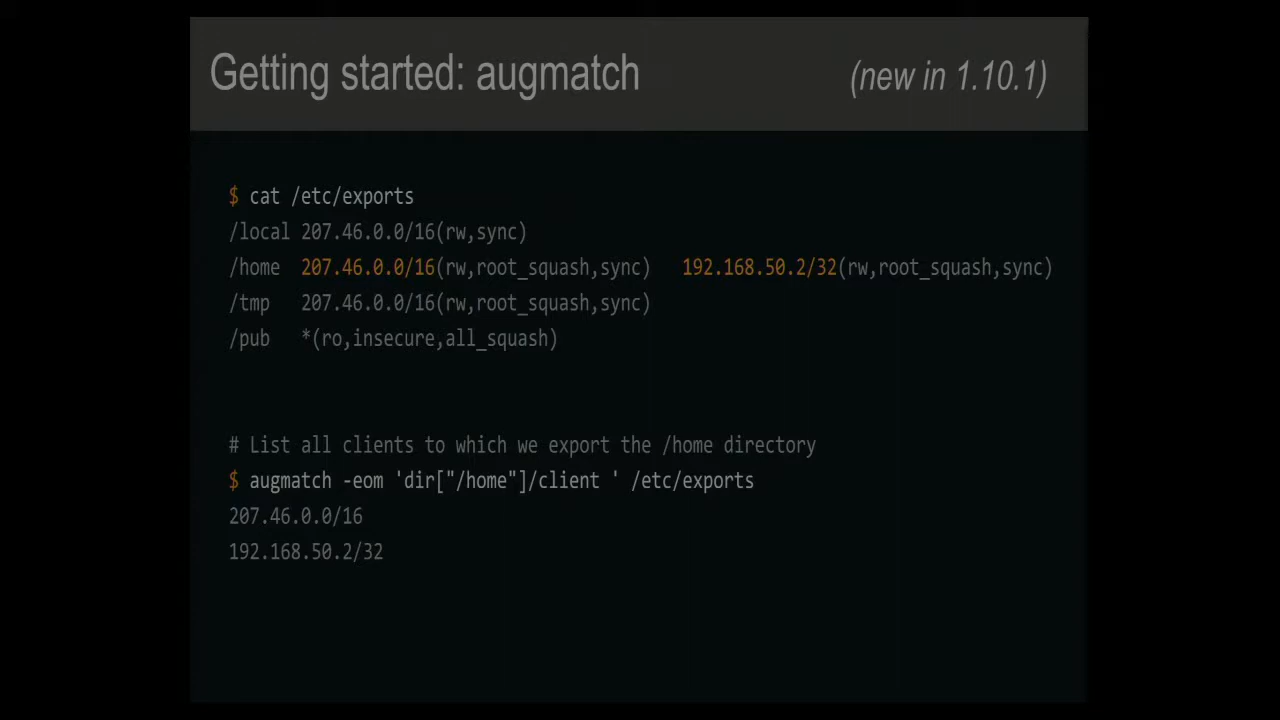 Getting started: augmatch (new in 1.10.1)
$ cat /etc/exports
/local 207.46.0.0/16(rw,sync)
/home 207.46.0.0/16(rw,root_squash,sync) 192.168.50.2/32(rw,root_squash,sync)
/tmp 207.46.0.0/16(rw,root_squash,sync)
/pub *(ro,insecure,all_squash)
# List all clients to which we export the /home directory
$ augmatch -eom 'dir["/home"]/client ' /etc/exports
207.46.0.0/16
192.168.50.2/32